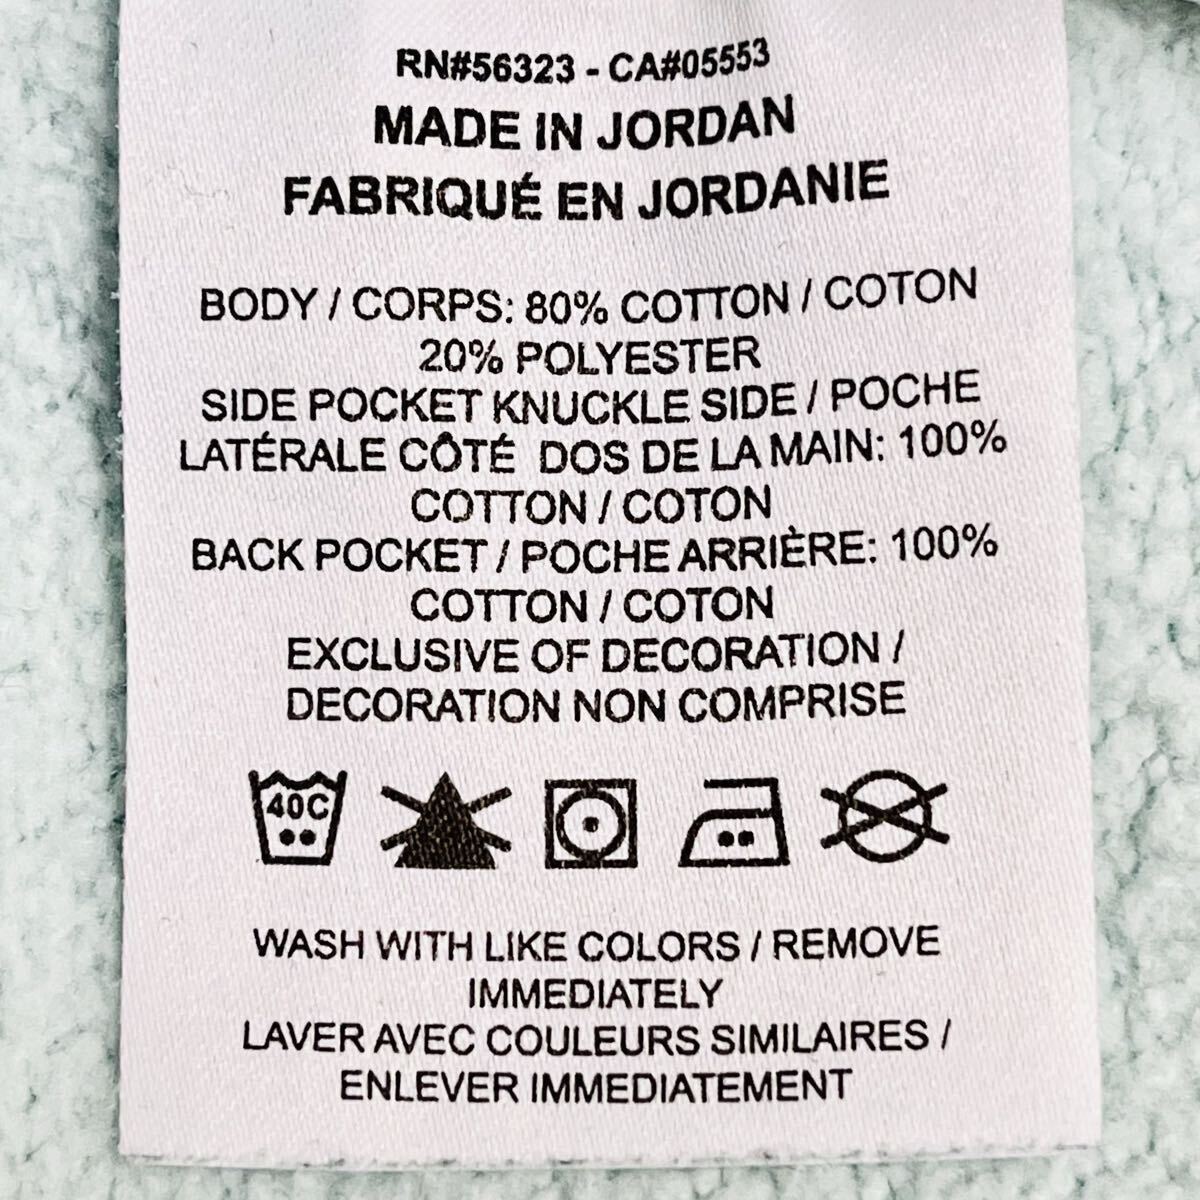 RN#56323 - CA#05553
MADE IN JORDAN
FABRIQUÉ EN JORDANIE
BODY / CORPS: 80% COTTON / COTON
20% POLYESTER
SIDE POCKET KNUCKLE SIDE / POCHE
LATÉRALE CÔTÉ DOS DE LA MAIN: 100%
COTTON / COTON
BACK POCKET / POCHE ARRIÈRE: 100%
COTTON / COTON
EXCLUSIVE OF DECORATION /
DECORATION NON COMPRISE
40C
WASH WITH LIKE COLORS / REMOVE
IMMEDIATELY
LAVER AVEC COULEURS SIMILAIRES /
ENLEVER IMMEDIATEMENT